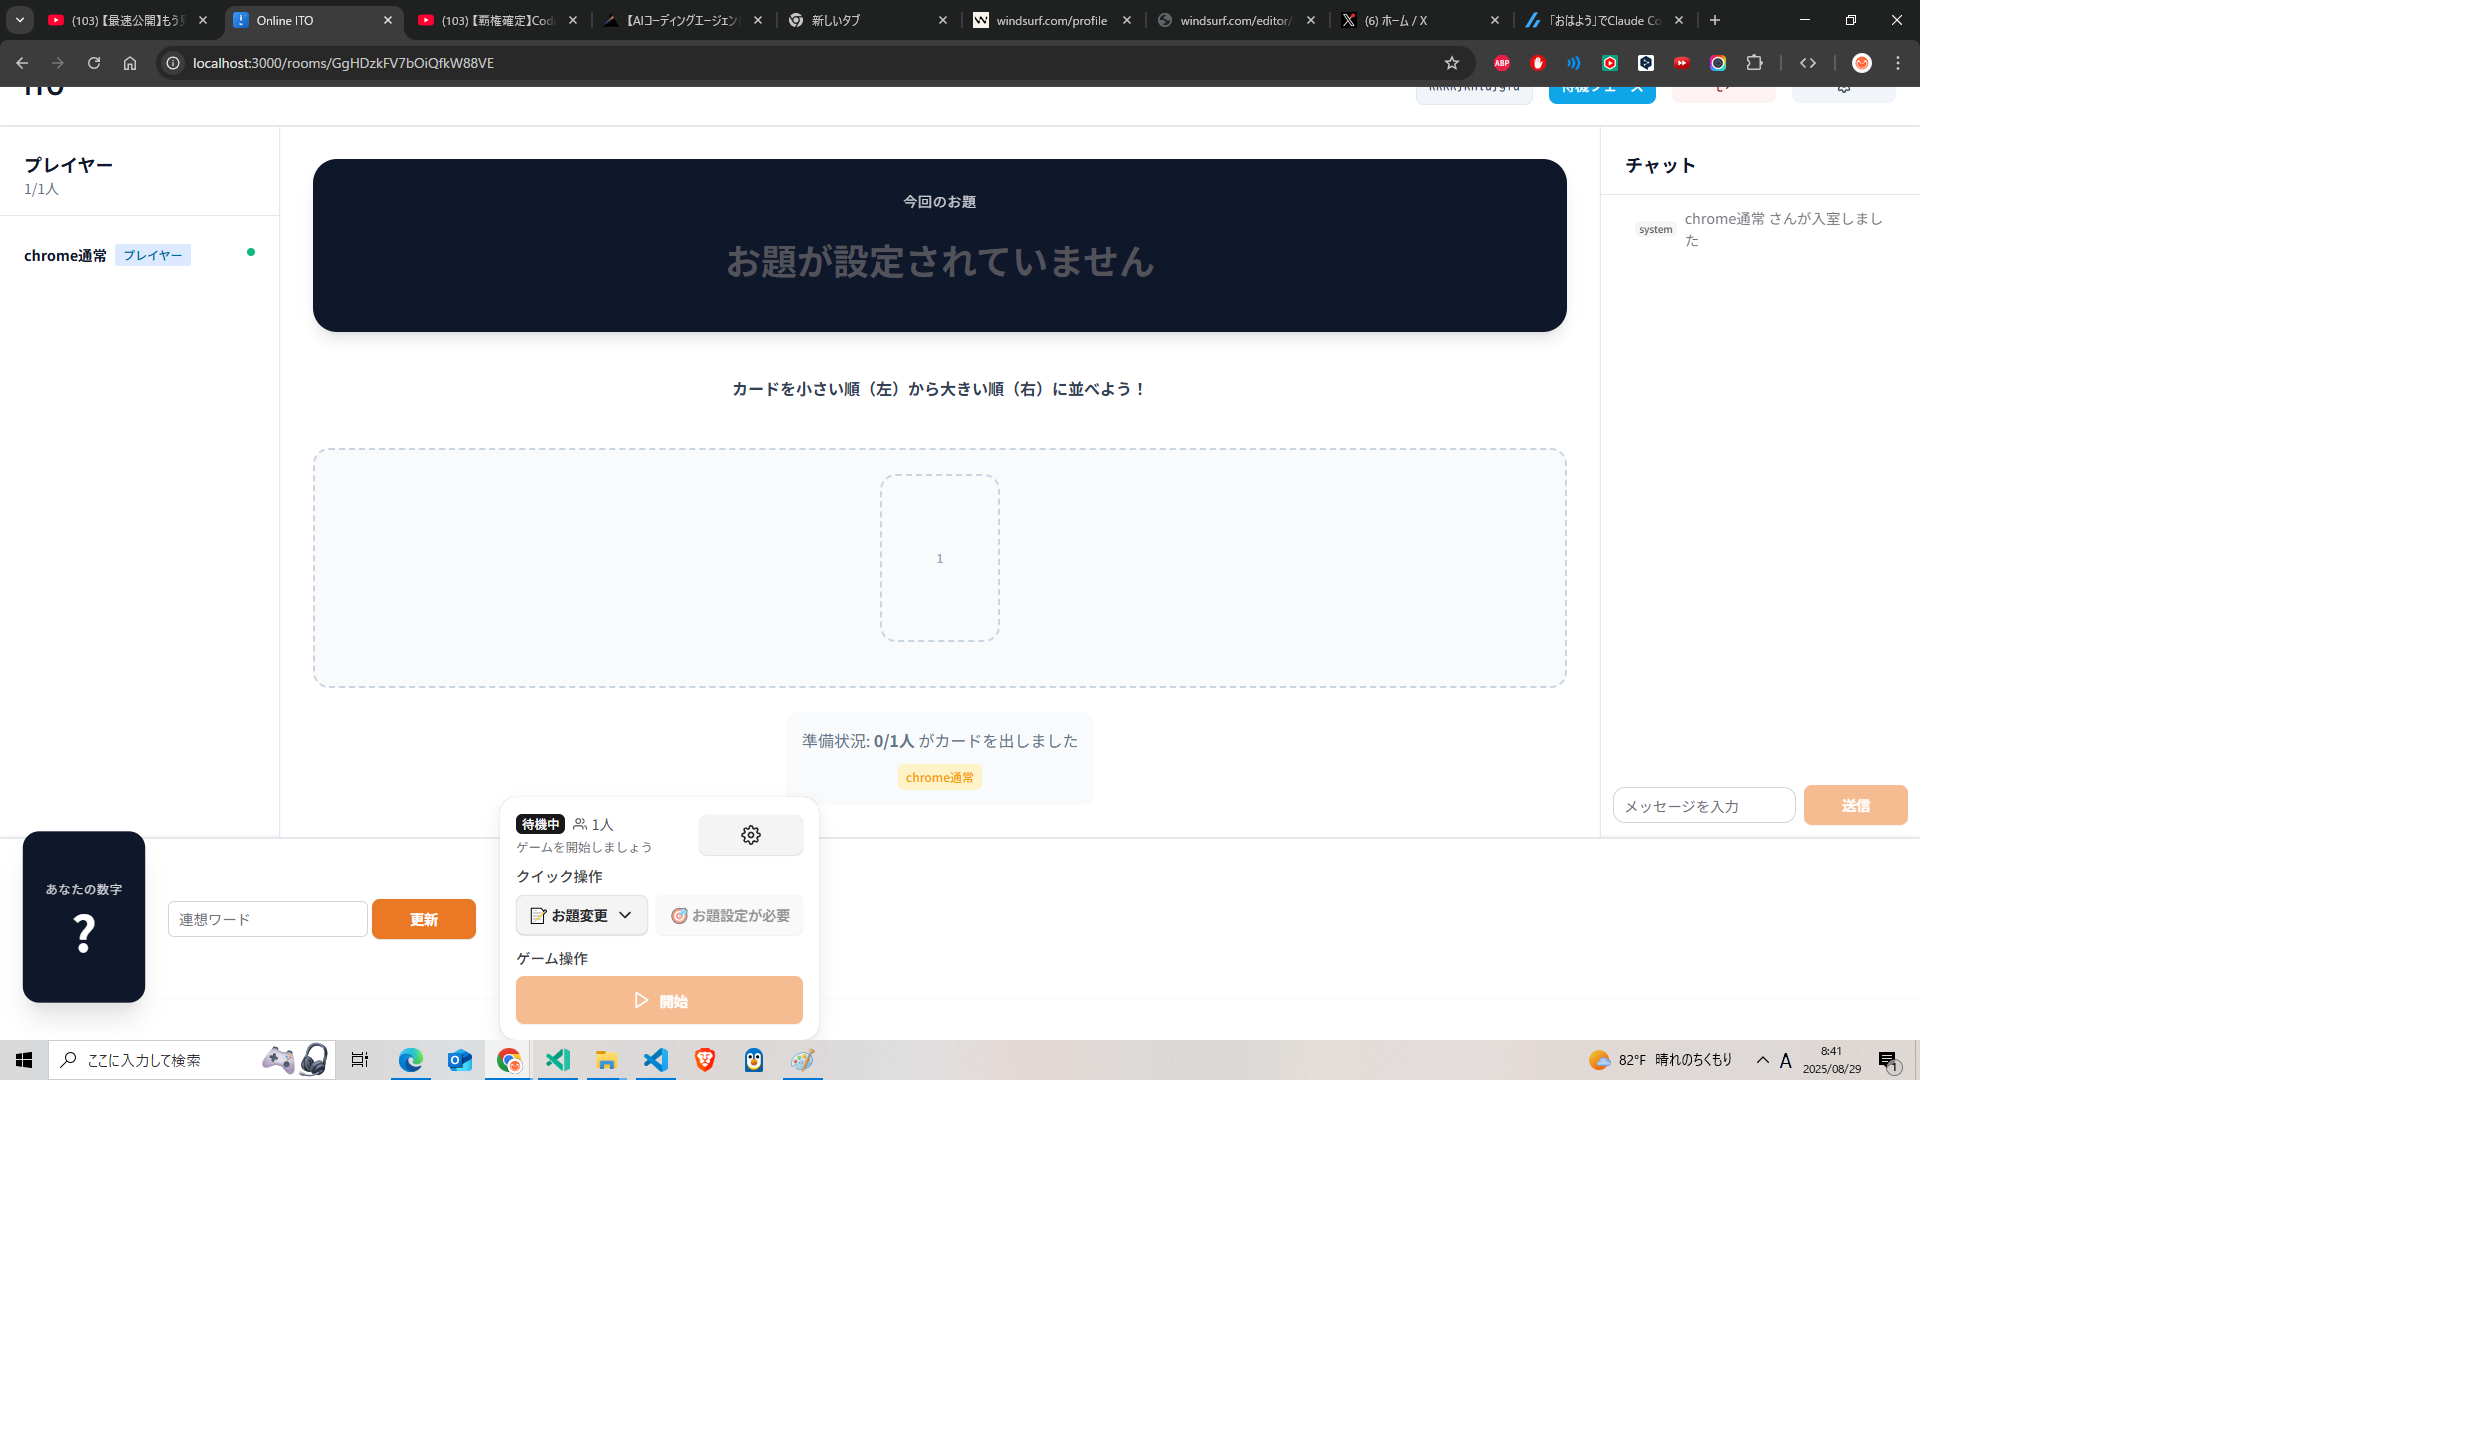 (103)【最速公開】もう見
Online ITO
(103)【覇権確定】Cod
【AIコーディングエージェン
新しいタブ
windsurf.com/profile
windsurf.com/editor/
(6) ホーム / X
「おはよう」でClaude Co
localhost:3000/rooms/GgHDzkFV7bOiQfkW88VE
ABP
ITO
待機フェーズ
プレイヤー
1/1人
chrome通常 プレイヤー
今回のお題
お題が設定されていません
カードを小さい順（左）から大きい順（右）に並べよう！
1
準備状況: 0/1人 がカードを出しました
chrome通常
チャット
system
chrome通常 さんが入室しまし
た
メッセージを入力
送信
あなたの数字
?
連想ワード
更新
待機中 1人
ゲームを開始しましょう
クイック操作
お題変更
お題設定が必要
ゲーム操作
開始
ここに入力して検索
82°F 晴れのちくもり
A
8:41
2025/08/29
1